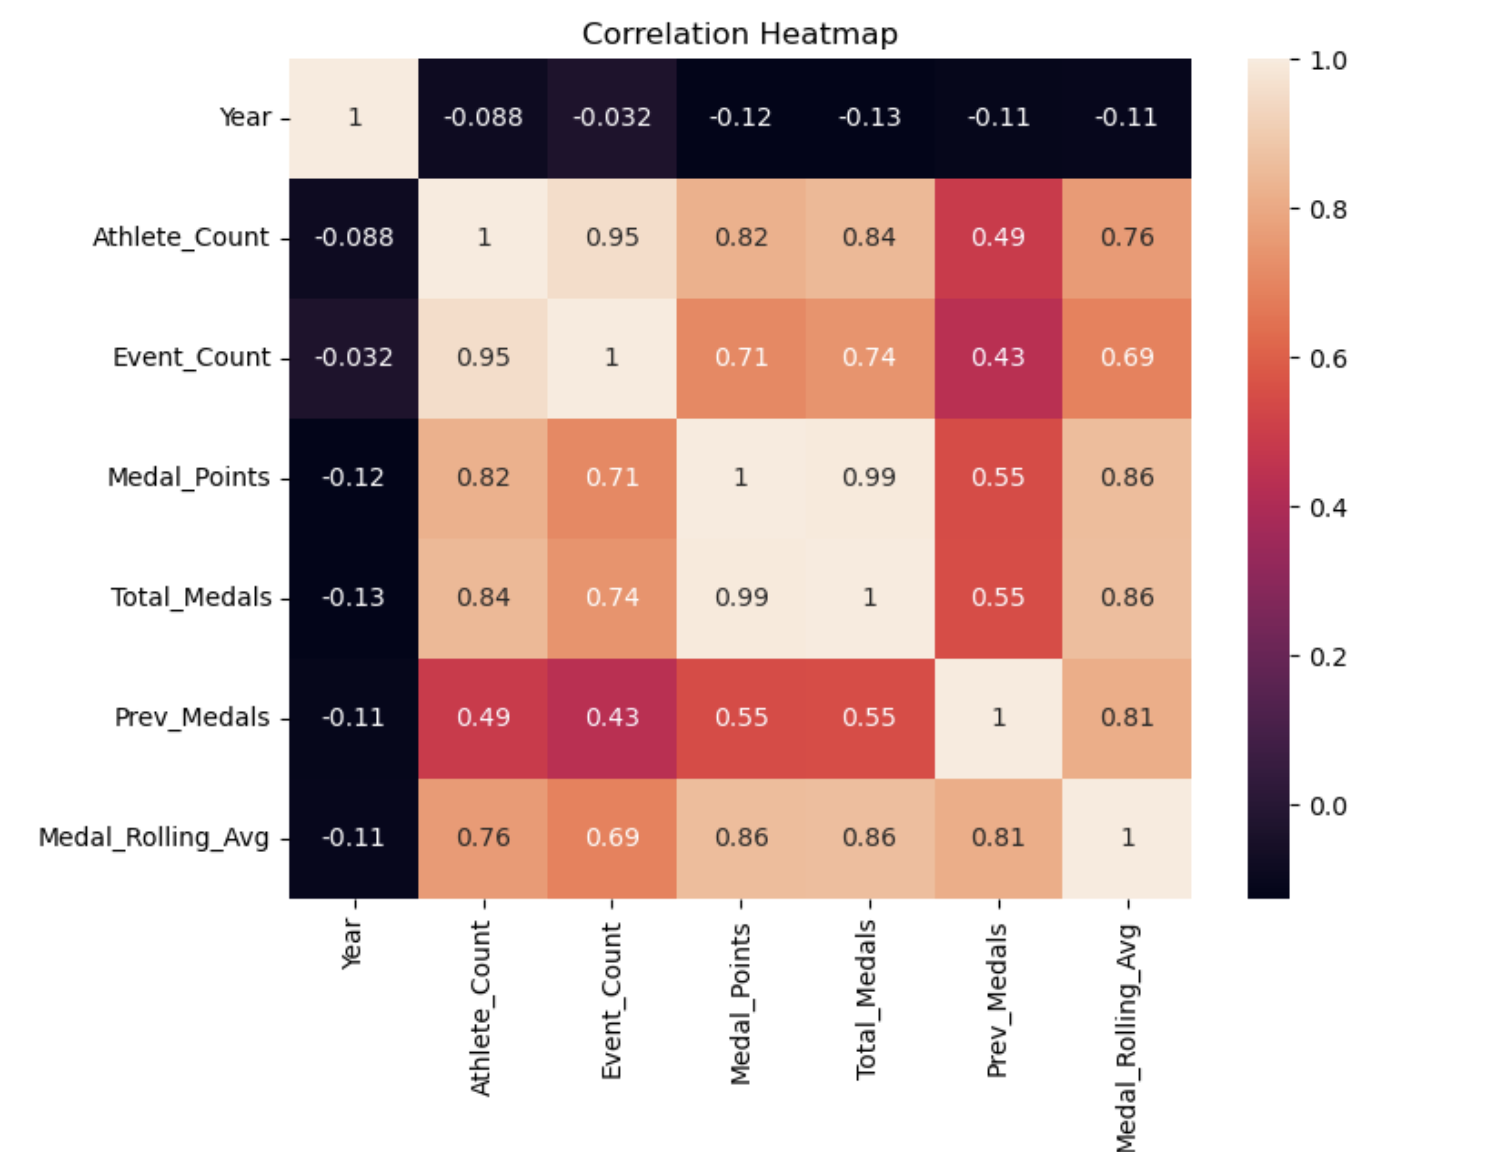 Correlation Heatmap
Year 1 -0.088 -0.032 -0.12 -0.13 -0.11 -0.11
Athlete_Count -0.088 1 0.95 0.82 0.84 0.49 0.76
Event_Count -0.032 0.95 1 0.71 0.74 0.43 0.69
Medal_Points -0.12 0.82 0.71 1 0.99 0.55 0.86
Total_Medals -0.13 0.84 0.74 0.99 1 0.55 0.86
Prev_Medals -0.11 0.49 0.43 0.55 0.55 1 0.81
Medal_Rolling_Avg -0.11 0.76 0.69 0.86 0.86 0.81 1
Year
Athlete_Count
Event_Count
Medal_Points
Total_Medals
Prev_Medals
Medal_Rolling_Avg
1.0
0.8
0.6
0.4
0.2
0.0